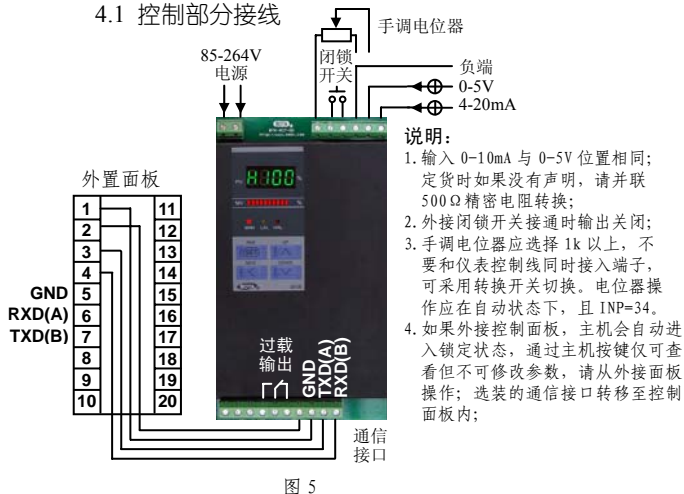 4.1 控制部分接线
手调电位器
85-264V
电源
闭锁
开关
负端
0-5V
4-20mA
说明:
1.输入 0-10mA 与 0-5V 位置相同;
定货时如果没有声明，请并联
500Ω精密电阻转换;
2.外接闭锁开关接通时输出关闭;
3.手调电位器应选择 1k 以上，不
要和仪表控制线同时接入端子，
可采用转换开关切换。电位器操
作应在自动状态下，且 INP=34。
4.如果外接控制面板，主机会自动进
入锁定状态，通过主机按键仅可查
看但不可修改参数，请从外接面板
操作; 选装的通信接口转移至控制
面板内;
外置面板
1 11
2 12
3 13
4 14
GND 5 15
RXD(A) 6 16
TXD(B) 7 17
8 18
9 19
10 20
H100
过载
输出
GND
TXD(A)
RXD(B)
通信
接口
图 5